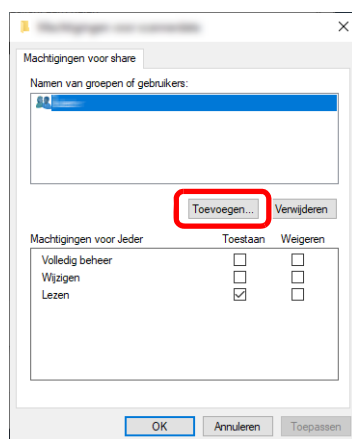 Machtigingen voor share
Namen van groepen of gebruikers:
Toevoegen... Verwijderen
Machtigingen voor Jeder Toestaan Weigeren
Volledig beheer
Wijzigen
Lezen
OK Annuleren Toepassen